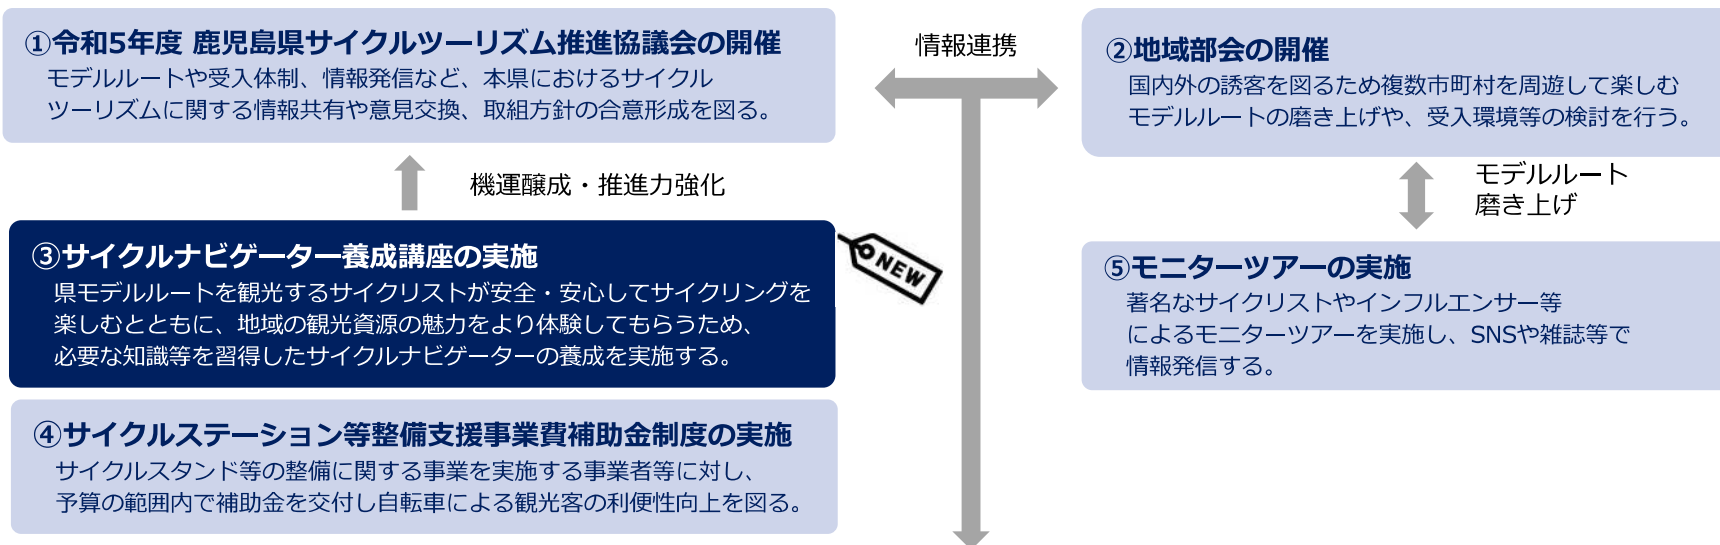 ①令和5年度 鹿児島県サイクルツーリズム推進協議会の開催
モデルルートや受入体制、情報発信など、本県におけるサイクル
ツーリズムに関する情報共有や意見交換、取組方針の合意形成を図る。
情報連携
②地域部会の開催
国内外の誘客を図るため複数市町村を周遊して楽しむ
モデルルートの磨き上げや、受入環境等の検討を行う。
機運醸成・推進力強化
モデルルート
磨き上げ
③サイクルナビゲーター養成講座の実施
県モデルルートを観光するサイクリストが安全・安心してサイクリングを
楽しむとともに、地域の観光資源の魅力をより体験してもらうため、
必要な知識等を習得したサイクルナビゲーターの養成を実施する。
NEW
⑤モニターツアーの実施
著名なサイクリストやインフルエンサー等
によるモニターツアーを実施し、SNSや雑誌等で
情報発信する。
④サイクルステーション等整備支援事業費補助金制度の実施
サイクルスタンド等の整備に関する事業を実施する事業者等に対し、
予算の範囲内で補助金を交付し自転車による観光客の利便性向上を図る。